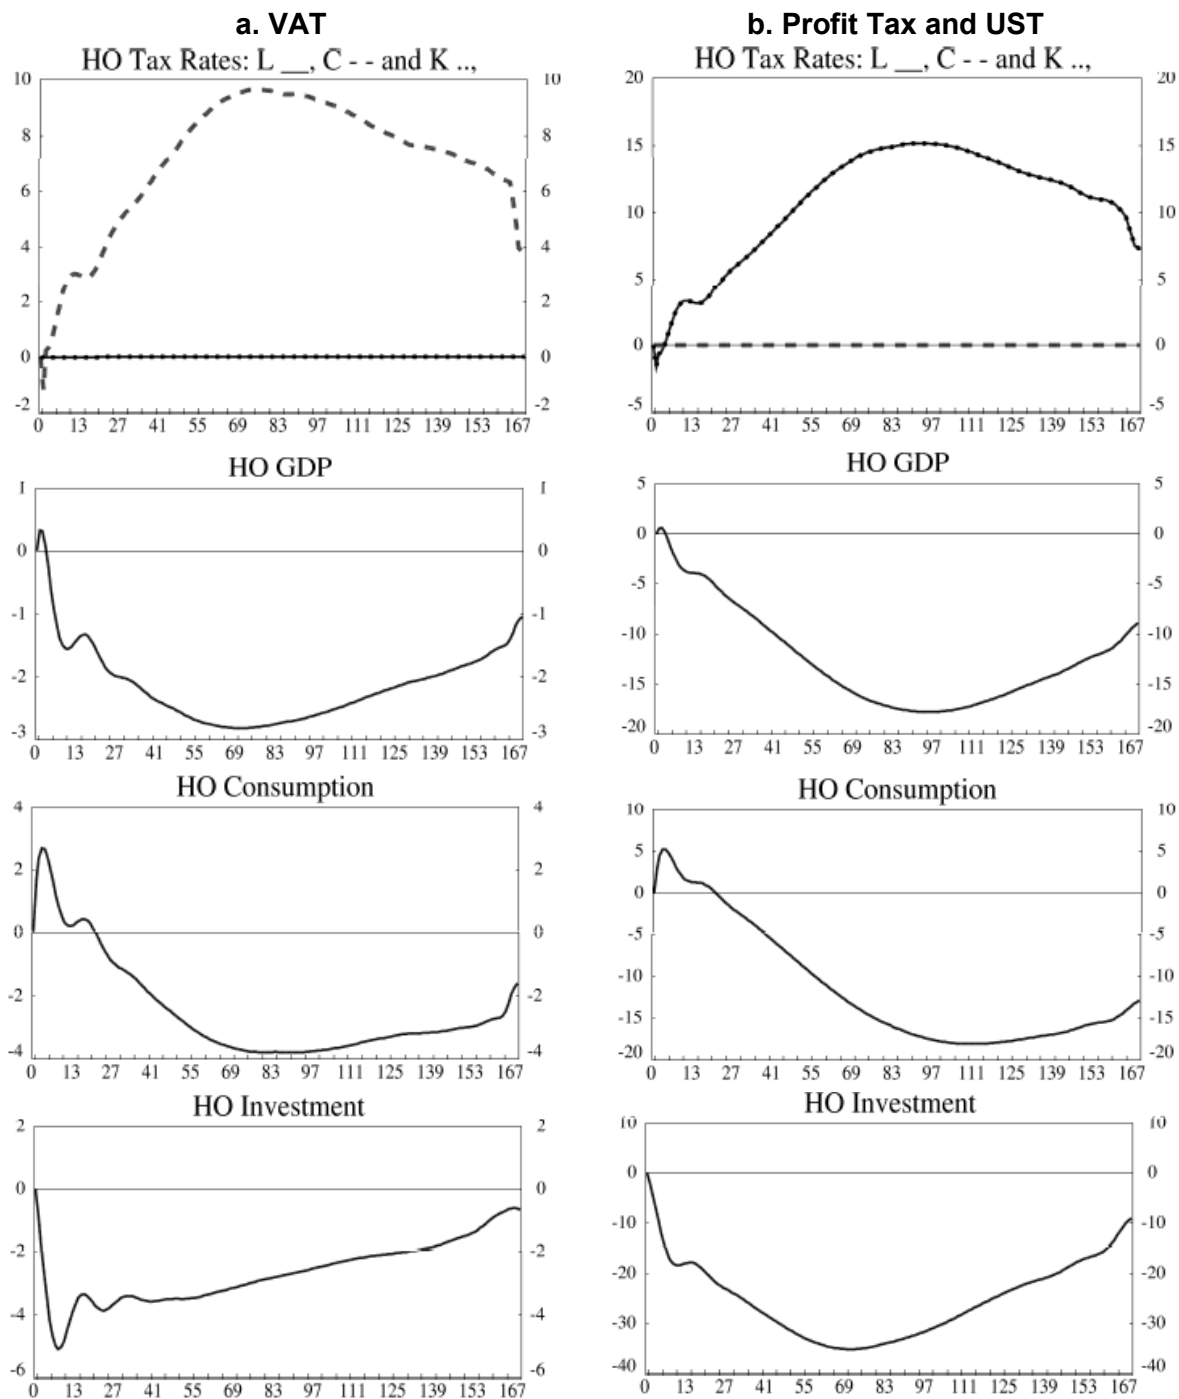 a. VAT
HO Tax Rates: L __, C - - and K ..,
10 10
8 8
6 6
4 4
2 2
0 0
-2 -2
0 13 27 41 55 69 83 97 111 125 139 153 167
HO GDP
1 1
0 0
-1 -1
-2 -2
-3 -3
0 13 27 41 55 69 83 97 111 125 139 153 167
HO Consumption
4 4
2 2
0 0
-2 -2
-4 -4
0 13 27 41 55 69 83 97 111 125 139 153 167
HO Investment
2 2
0 0
-2 -2
-4 -4
-6 -6
0 13 27 41 55 69 83 97 111 125 139 153 167
b. Profit Tax and UST
HO Tax Rates: L __, C - - and K ..,
20 20
15 15
10 10
5 5
0 0
-5 -5
0 13 27 41 55 69 83 97 111 125 139 153 167
HO GDP
5 5
0 0
-5 -5
-10 -10
-15 -15
-20 -20
0 13 27 41 55 69 83 97 111 125 139 153 167
HO Consumption
10 10
5 5
0 0
-5 -5
-10 -10
-15 -15
-20 -20
0 13 27 41 55 69 83 97 111 125 139 153 167
HO Investment
10 10
0 0
-10 -10
-20 -20
-30 -30
-40 -40
0 13 27 41 55 69 83 97 111 125 139 153 167